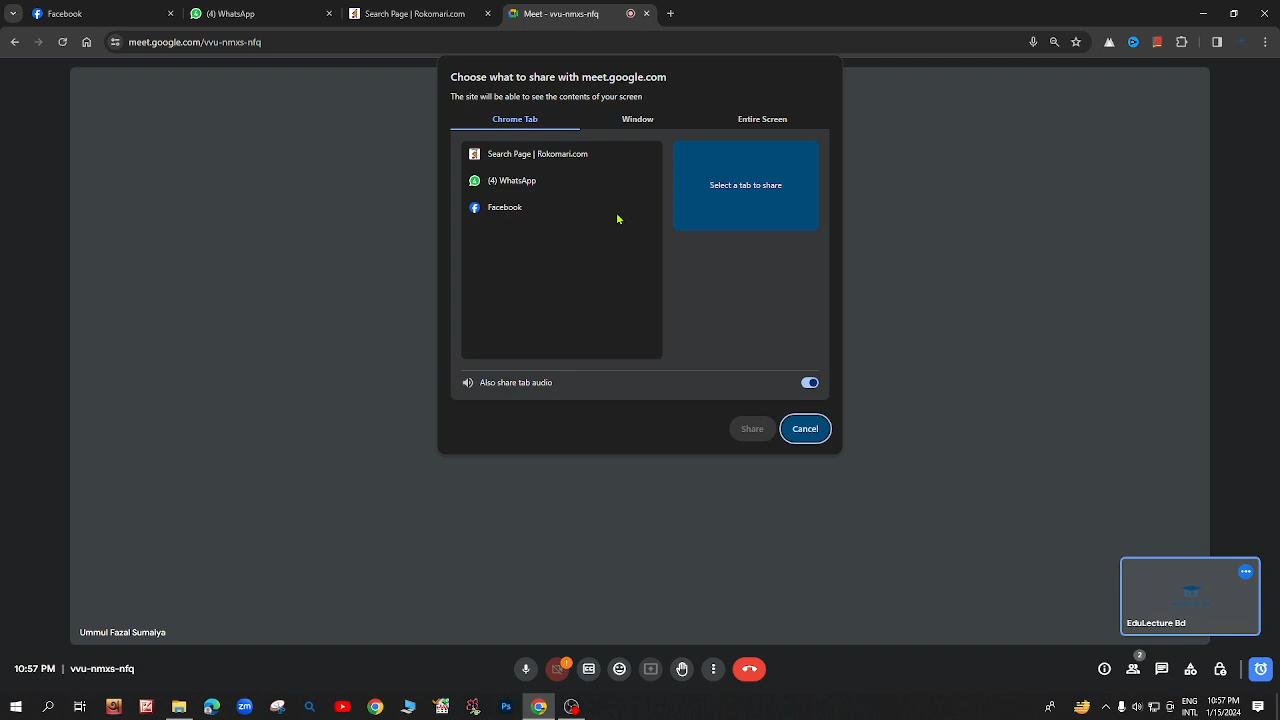 Facebook
(4) WhatsApp
Search Page | Rokomari.com
Meet - vvu-nmxs-nfq
meet.google.com/vvu-nmxs-nfq
Choose what to share with meet.google.com
The site will be able to see the contents of your screen
Chrome Tab
Window
Entire Screen
Search Page | Rokomari.com
(4) WhatsApp
Facebook
Select a tab to share
Also share tab audio
Share
Cancel
EduLecture Bd
Ummul Fazal Sumaiya
10:57 PM | vvu-nmxs-nfq
2
zm
Ps
ENG
INTL
10:57 PM
1/15/2024